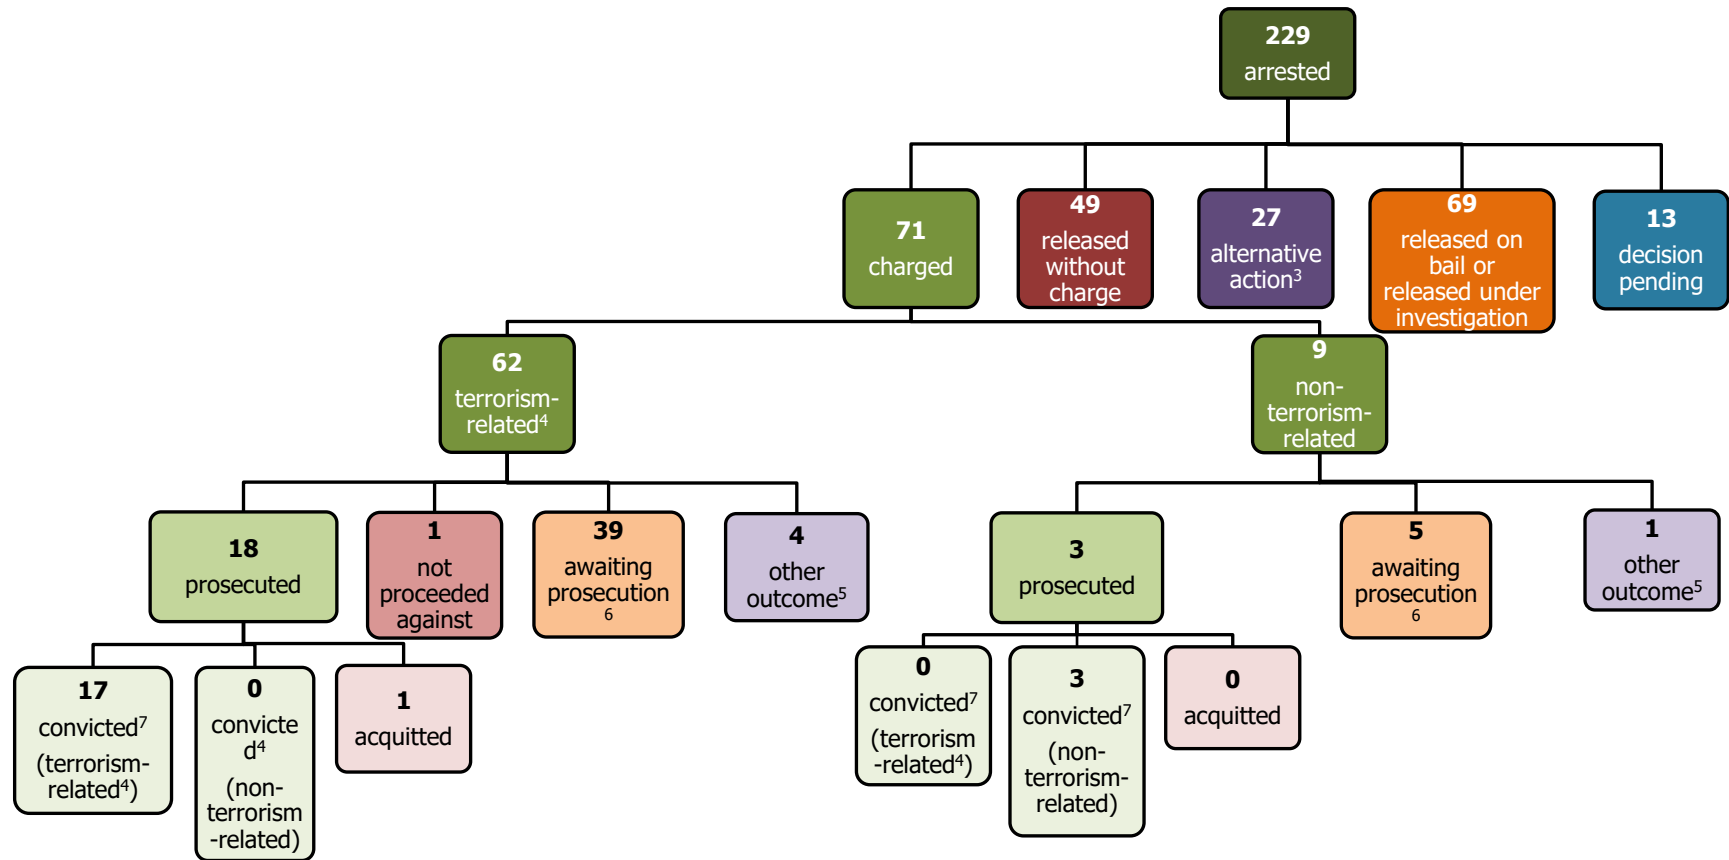 229
arrested
71
charged
49
released
without
charge
27
alternative
action³
69
released on
bail or
released under
investigation
13
decision
pending
62
terrorism-
related⁴
9
non-
terrorism-
related
18
prosecuted
1
not
proceeded
against
39
awaiting
prosecution
6
4
other
outcome⁵
3
prosecuted
5
awaiting
prosecution
6
1
other
outcome⁵
17
convicted⁷
(terrorism-
related⁴)
0
convicte
d⁴
(non-
terrorism
-related)
1
acquitted
0
convicted⁷
(terrorism
-related⁴)
3
convicted⁷
(non-
terrorism-
related)
0
acquitted